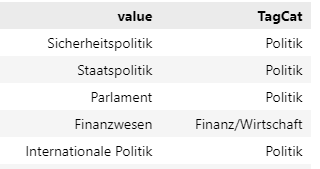 value TagCat
Sicherheitspolitik Politik
Staatspolitik Politik
Parlament Politik
Finanzwesen Finanz/Wirtschaft
Internationale Politik Politik